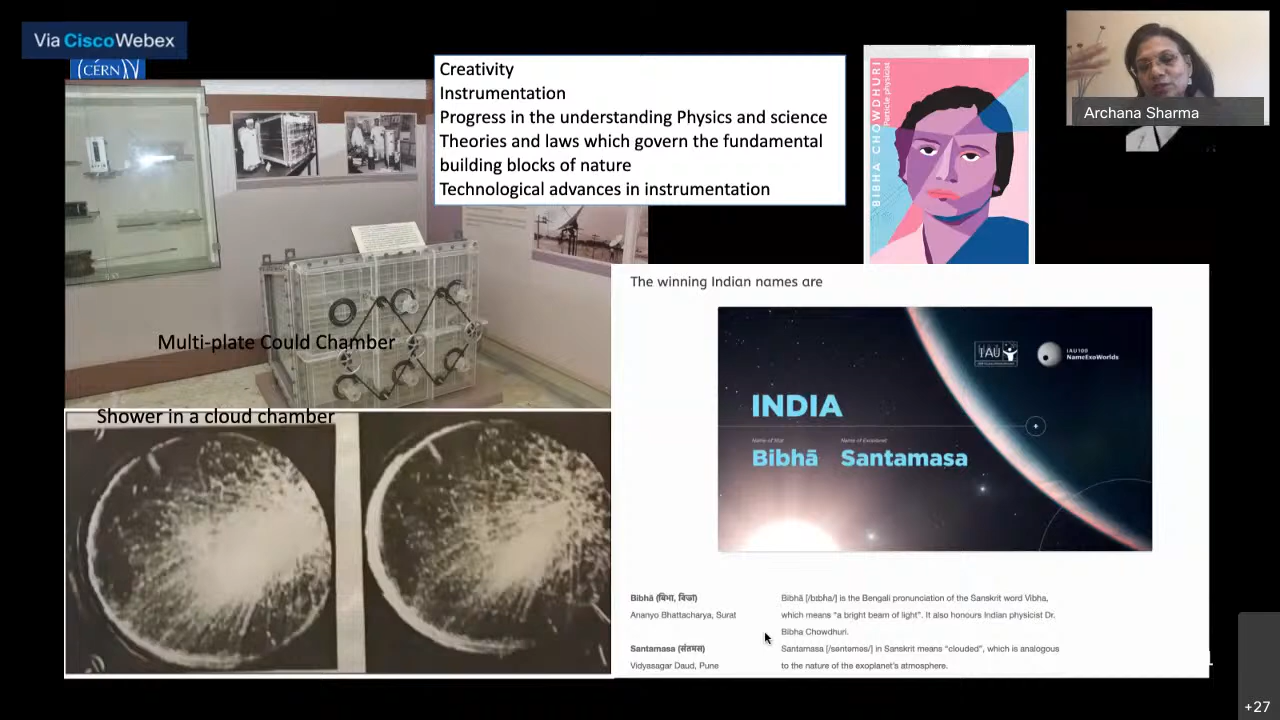 Via Cisco Webex
CERN
Creativity
Instrumentation
Progress in the understanding Physics and science
Theories and laws which govern the fundamental
building blocks of nature
Technological advances in instrumentation
BIBHA CHOWDHURI
Particle physicist
Archana Sharma
Multi-plate Could Chamber
Shower in a cloud chamber
The winning Indian names are
IAU
IAU100
NameExoWorlds
INDIA
Name of Star
Name of Exoplanet
Bibhā
Santamasa
Bibhā
Ananyo Bhattacharya, Surat
Bibhā is the Bengali pronunciation of the Sanskrit word Vibha,
which means "a bright beam of light". It also honours Indian physicist Dr.
Bibha Chowdhuri.
Santamasa (संतमस)
Vidyasagar Daud, Pune
Santamasa in Sanskrit means "clouded", which is analogous
to the nature of the exoplanet's atmosphere.
+27